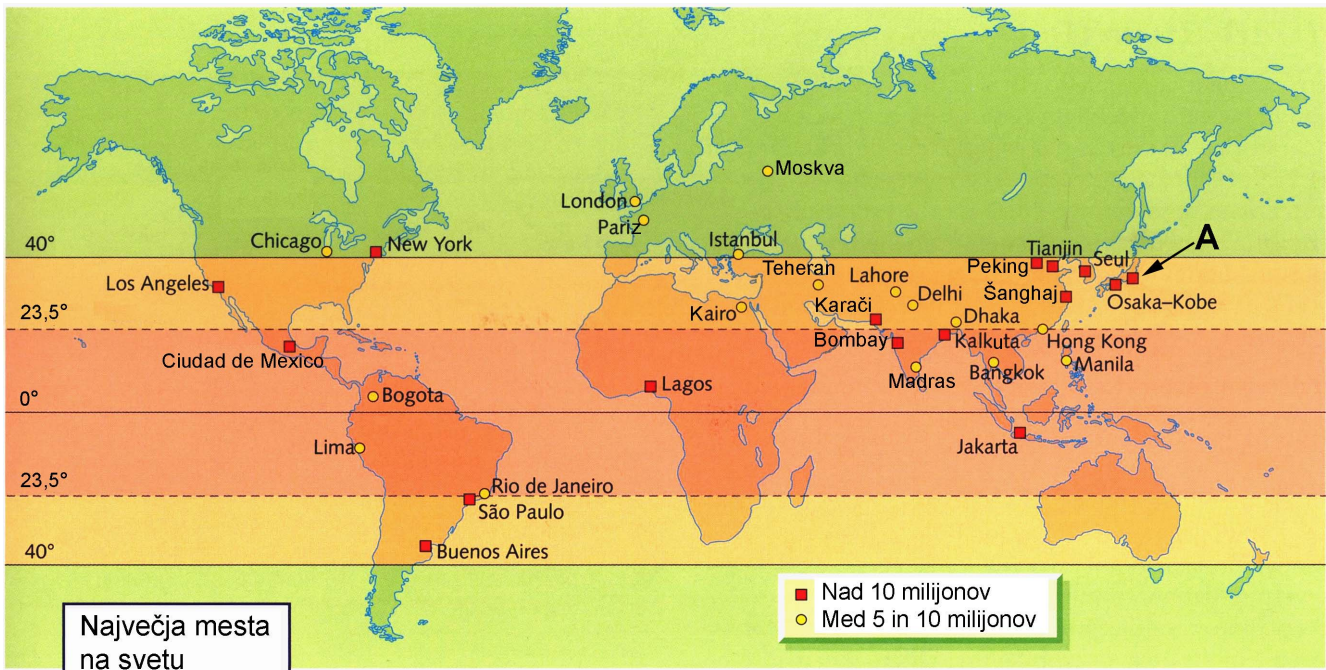 Moskva
London
Pariz
Istanbul
Chicago
New York
40°
Tianjin
A
Teheran
Lahore
Peking
Seul
Los Angeles
Delhi
Šanghaj
Osaka–Kobe
Kairo
Karači
Dhaka
23,5°
Bombay
Kalkuta
Hong Kong
Ciudad de Mexico
Madras
Bangkok
Manila
Lagos
Bogota
0°
Lima
Jakarta
23,5°
Rio de Janeiro
São Paulo
40°
Buenos Aires
Nad 10 milijonov
Med 5 in 10 milijonov
Največja mesta
na svetu